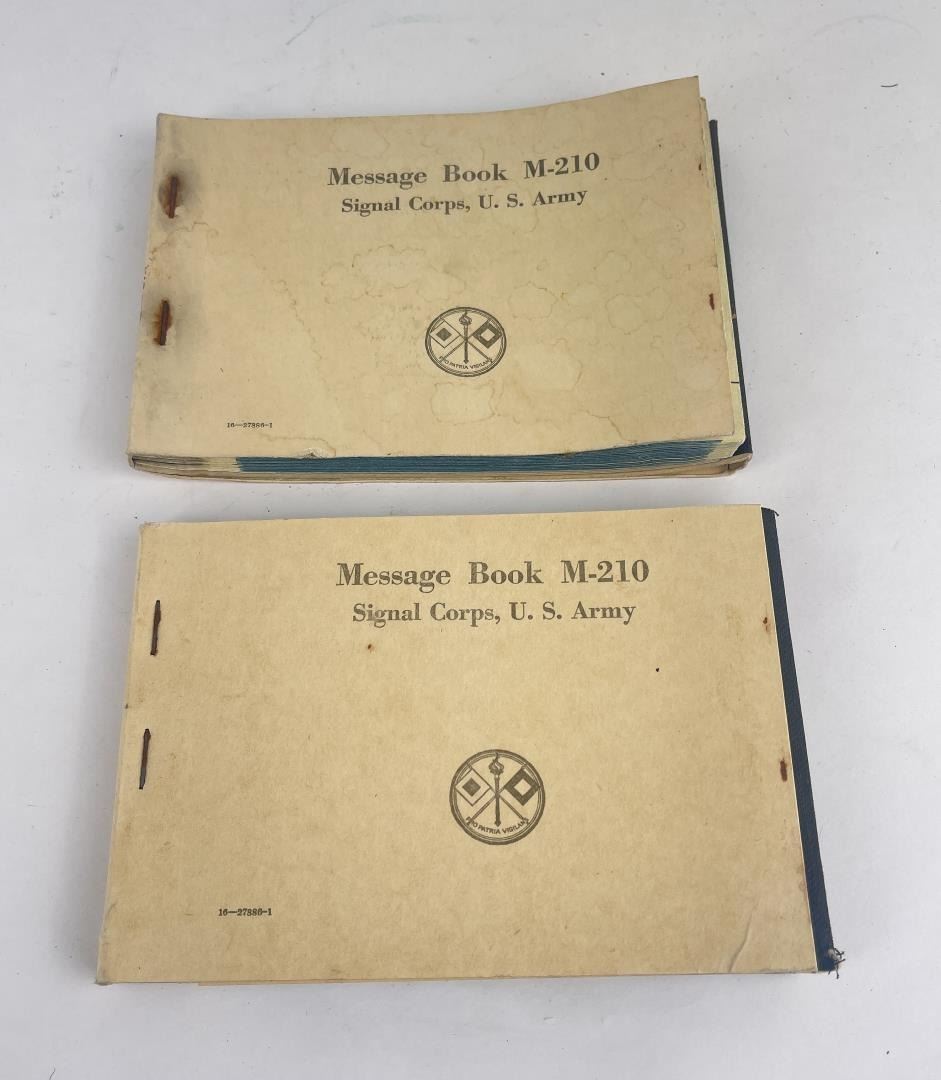 Message Book M-210
Signal Corps, U. S. Army
PRO PATRIA VIGILANS
16—27886-1
Message Book M-210
Signal Corps, U. S. Army
PRO PATRIA VIGILANS
16—27886-1